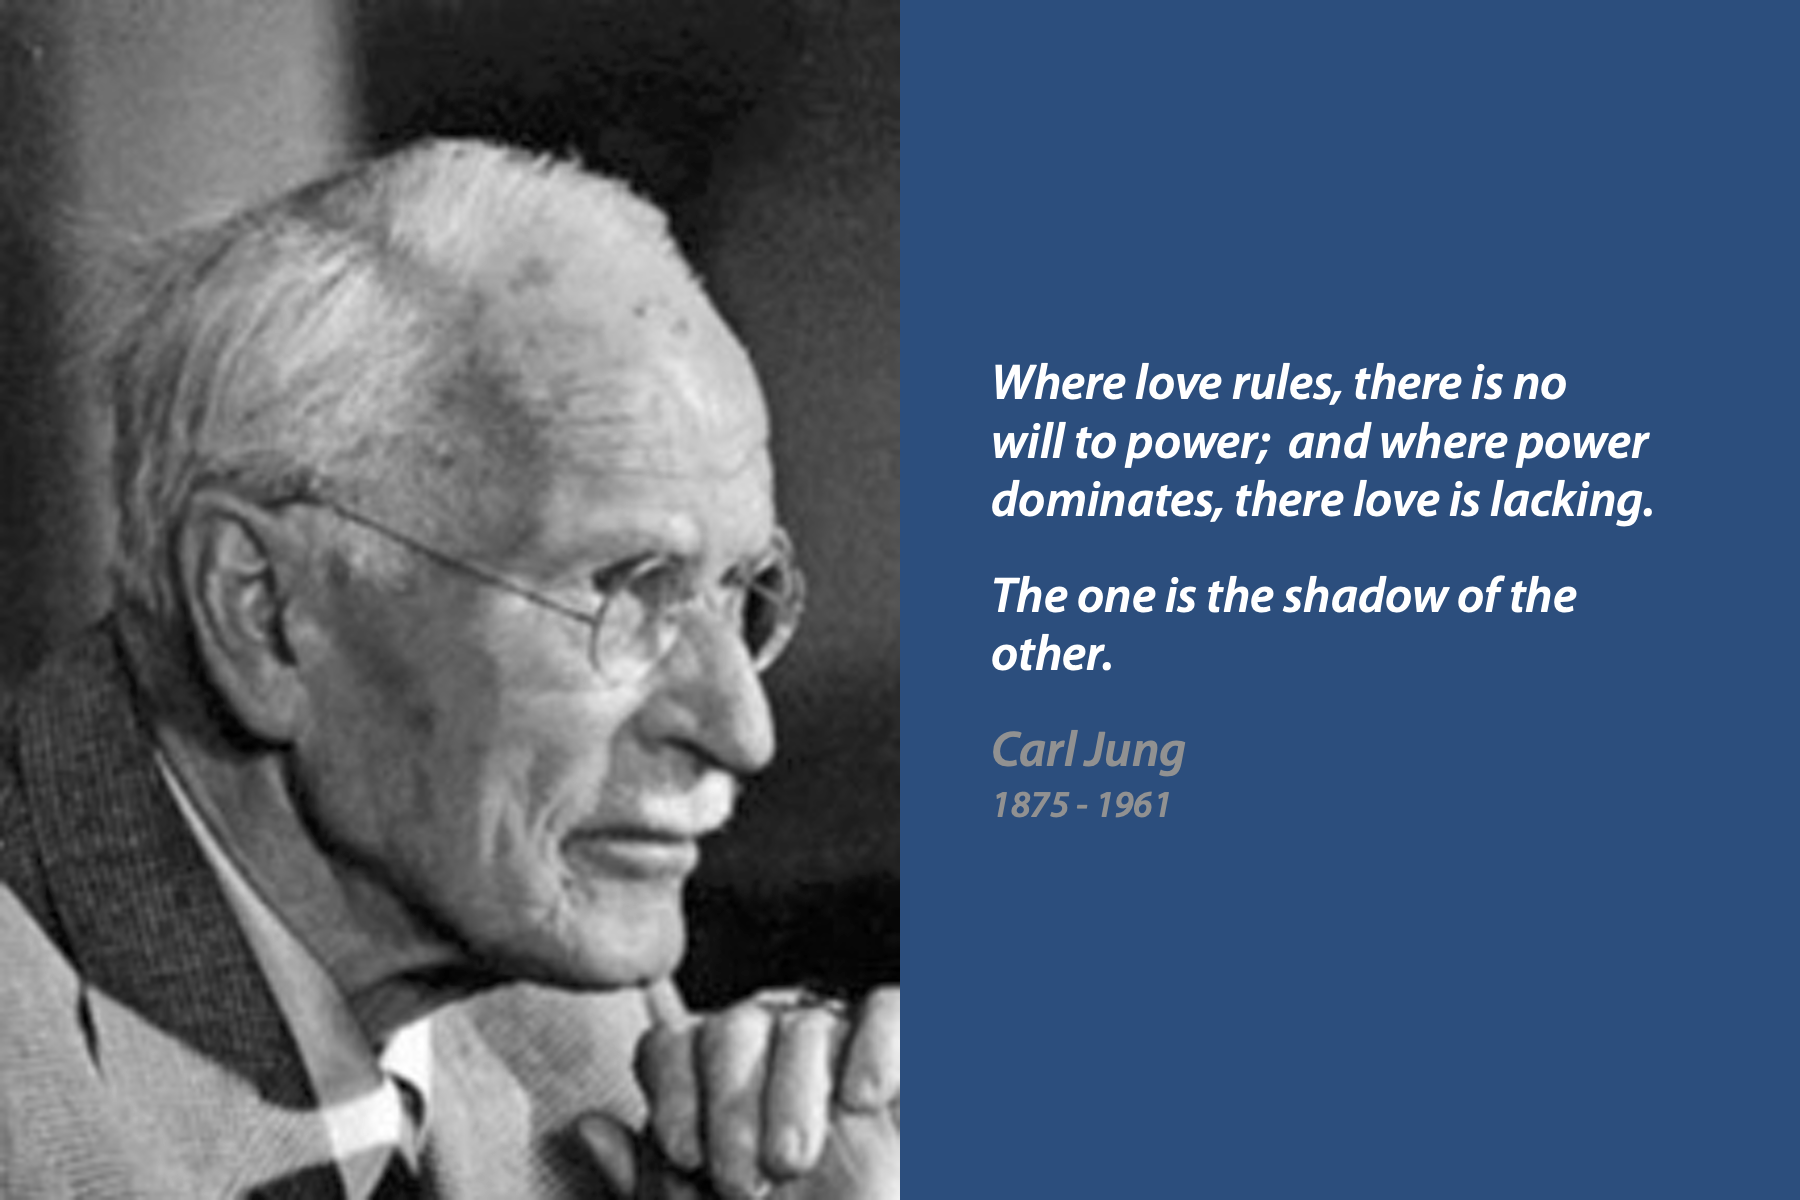 Where love rules, there is no
will to power;  and where power
dominates, there love is lacking.
The one is the shadow of the
other.
Carl Jung
1875 - 1961